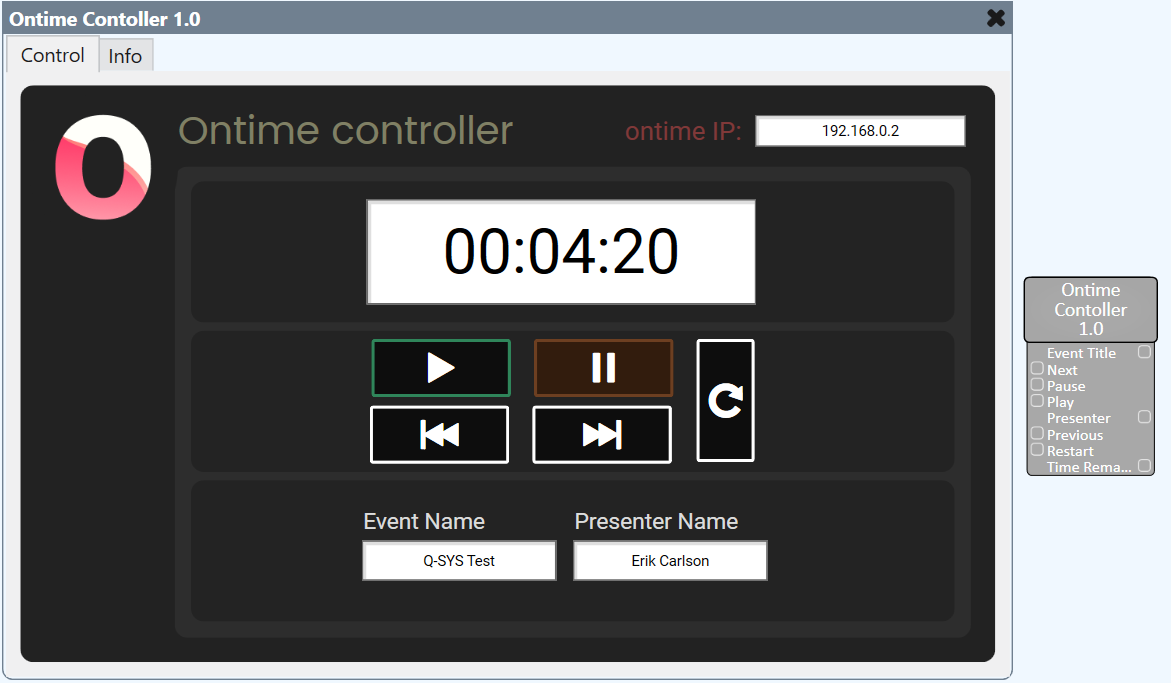 Ontime Contoller 1.0
Control Info
Ontime controller
ontime IP: 192.168.0.2
00:04:20
Event Name Presenter Name
Q-SYS Test Erik Carlson
Ontime
Contoller
1.0
Event Title
Next
Pause
Play
Presenter
Previous
Restart
Time Rema...